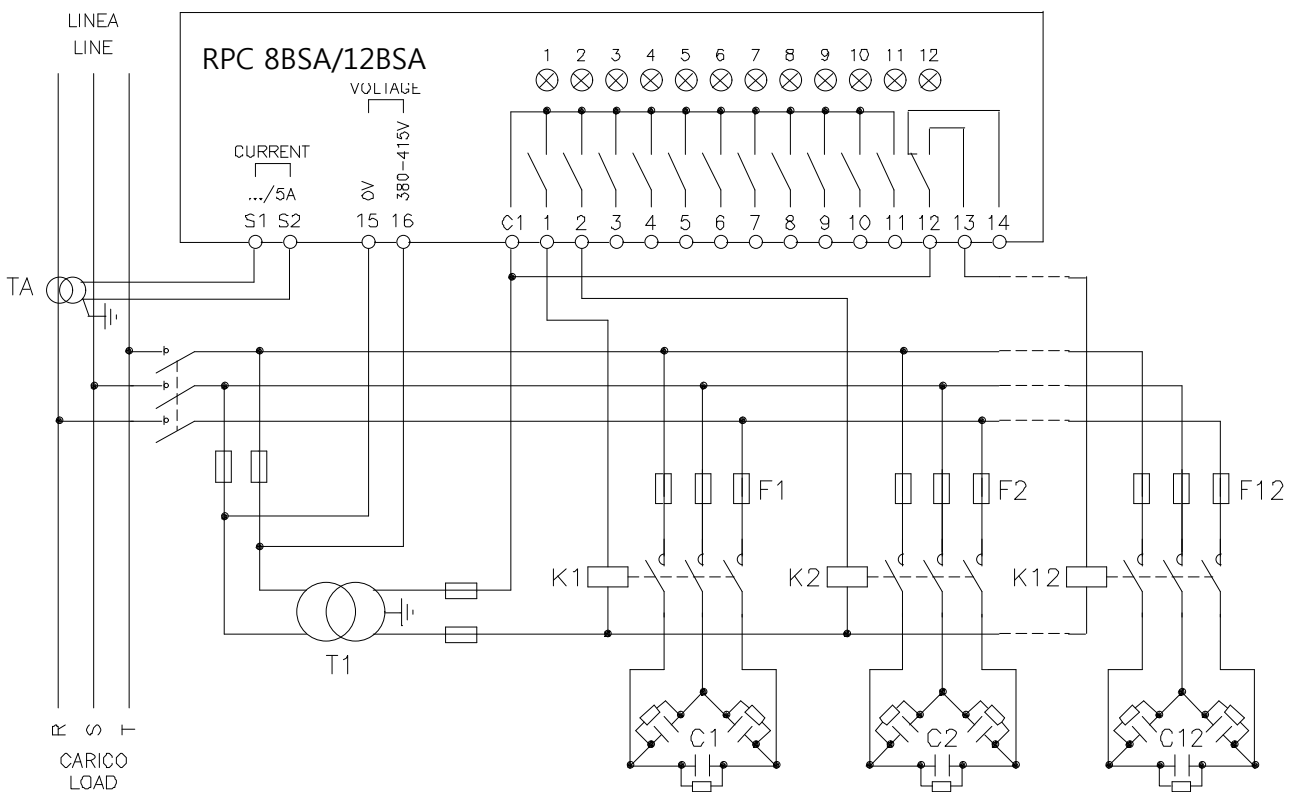 LINEA
LINE
RPC 8BSA/12BSA
1 2 3 4 5 6 7 8 9 10 11 12
VOLTAGE
CURRENT
.../5A
0V
380-415V
S1 S2 15 16 C1 1 2 3 4 5 6 7 8 9 10 11 12 13 14
TA
F1 F2 F12
K1 K2 K12
T1
C1 C2 C12
R S T
CARICO
LOAD